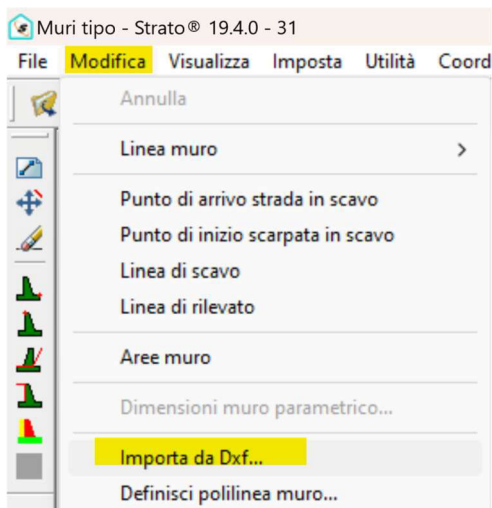 Muri tipo - Strato® 19.4.0 - 31
File Modifica Visualizza Imposta Utilità Coord
Annulla
Linea muro
Punto di arrivo strada in scavo
Punto di inizio scarpata in scavo
Linea di scavo
Linea di rilevato
Aree muro
Dimensioni muro parametrico...
Importa da Dxf...
Definisci polilinea muro...